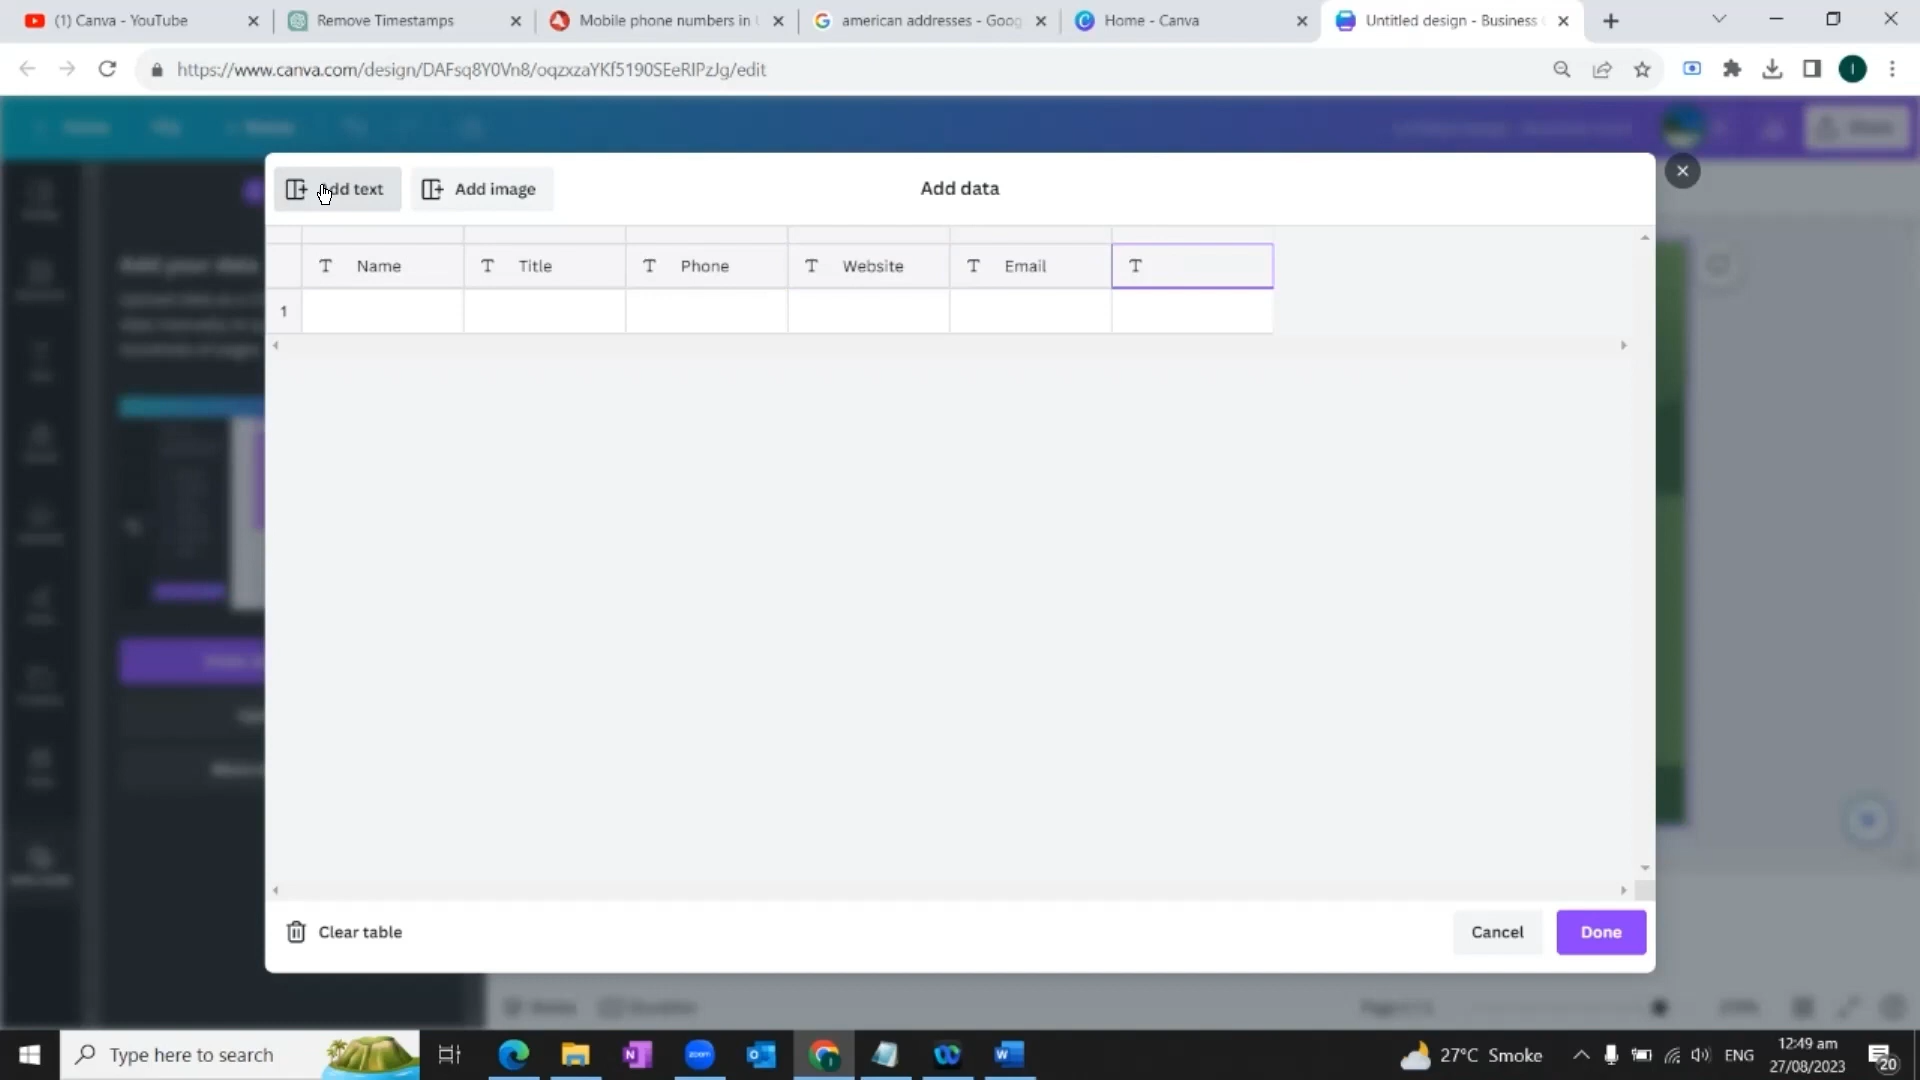 (1) Canva - YouTube
Remove Timestamps
Mobile phone numbers in
american addresses - Goog
Home - Canva
Untitled design - Business
https://www.canva.com/design/DAFsq8Y0Vn8/oqzxzaYKf5190SEeRIPzJg/edit
I
Add text
Add image
Add data
T Name
T Title
T Phone
T Website
T Email
T
1
Clear table
Cancel
Done
Type here to search
27°C Smoke
ENG
12:49 am
27/08/2023
20